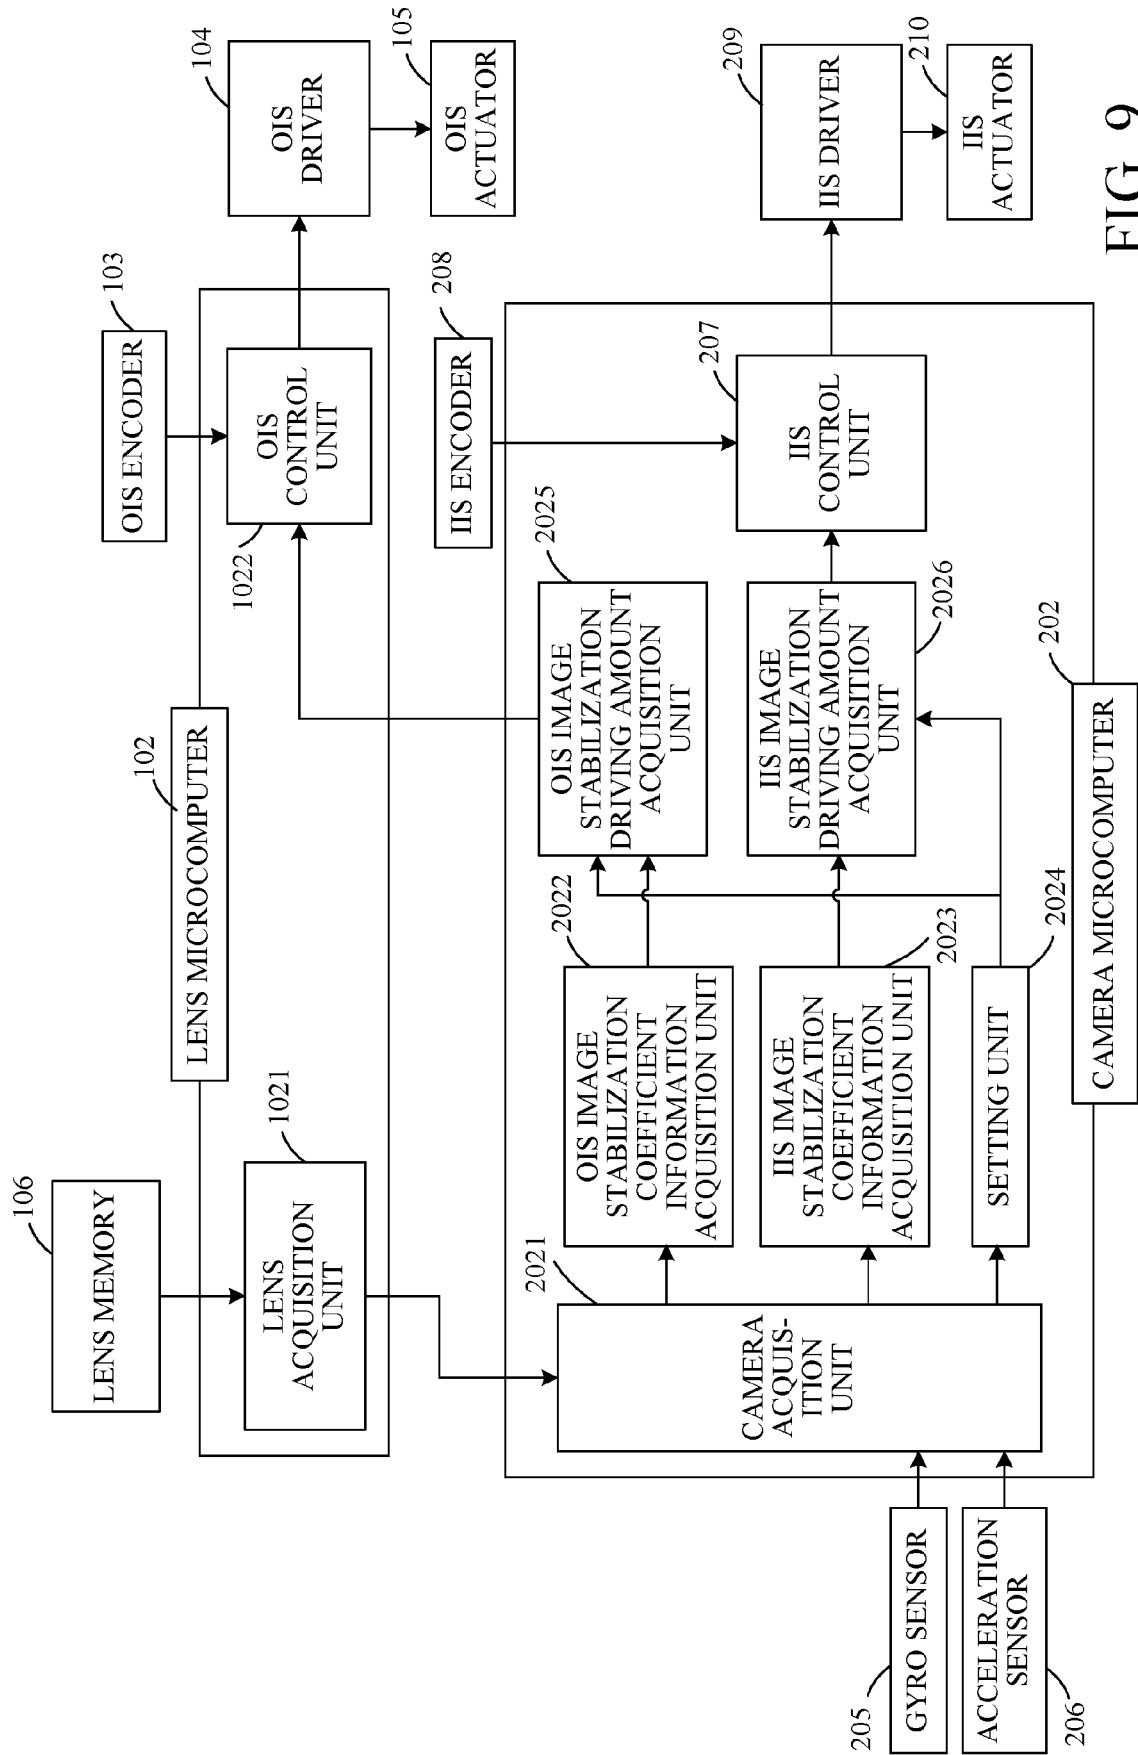 106
LENS MEMORY
102
LENS MICROCOMPUTER
1021
LENS
ACQUISITION
UNIT
103
OIS ENCODER
1022
OIS
CONTROL
UNIT
104
OIS
DRIVER
105
OIS
ACTUATOR
205
GYRO SENSOR
206
ACCELERATION
SENSOR
2021
CAMERA
ACQUIS-
ITION
UNIT
2022
OIS IMAGE
STABILIZATION
COEFFICIENT
INFORMATION
ACQUISITION UNIT
2023
IIS IMAGE
STABILIZATION
COEFFICIENT
INFORMATION
ACQUISITION UNIT
2024
SETTING UNIT
2025
OIS IMAGE
STABILIZATION
DRIVING AMOUNT
ACQUISITION
UNIT
2026
IIS IMAGE
STABILIZATION
DRIVING AMOUNT
ACQUISITION
UNIT
208
IIS ENCODER
207
IIS
CONTROL
UNIT
209
IIS DRIVER
210
IIS
ACTUATOR
202
CAMERA MICROCOMPUTER
FIG. 9